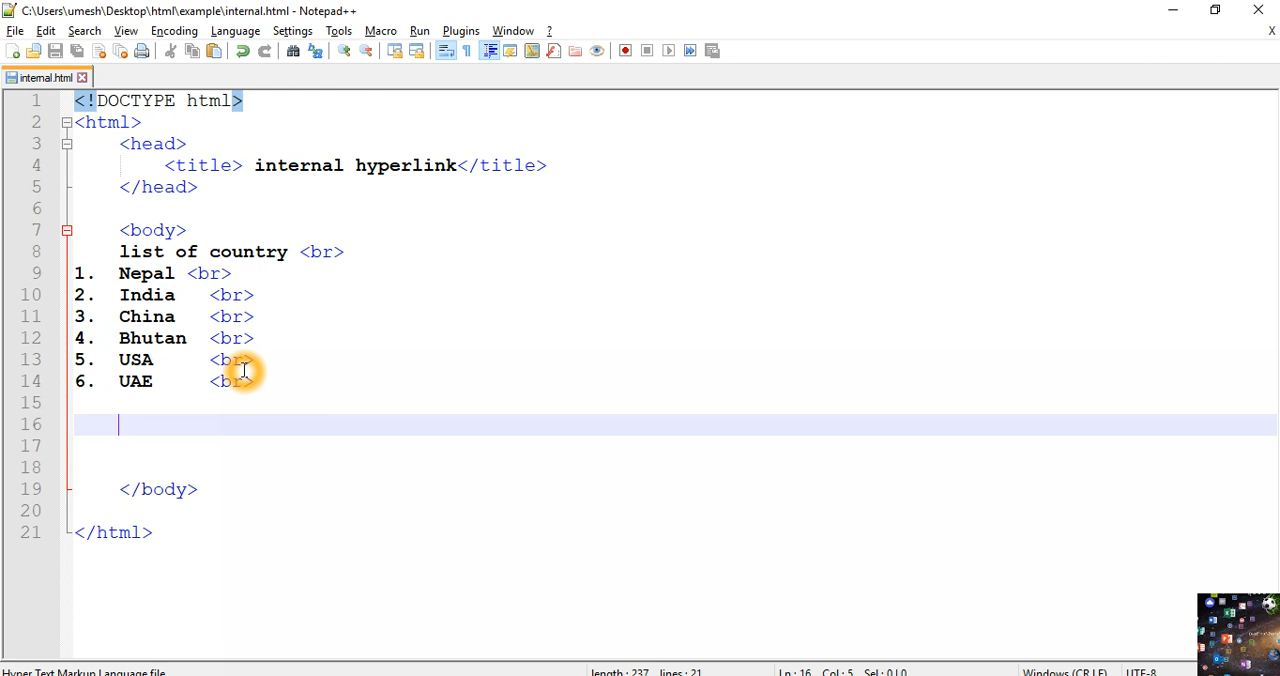 C:\Users\umesh\Desktop\html\example\internal.html - Notepad++
File Edit Search View Encoding Language Settings Tools Macro Run Plugins Window ? X
internal.html
1 <!DOCTYPE html>
2 <html>
3 <head>
4 <title> internal hyperlink</title>
5 </head>
6
7 <body>
8 list of country <br>
9 1. Nepal <br>
10 2. India <br>
11 3. China <br>
12 4. Bhutan <br>
13 5. USA <br>
14 6. UAE <br>
15
16
17
18
19 </body>
20
21 </html>
Hyper Text Markup Language file length : 237 lines : 21 Ln : 16 Col : 5 Sel : 0 | 0 Windows (CR LF) UTF-8